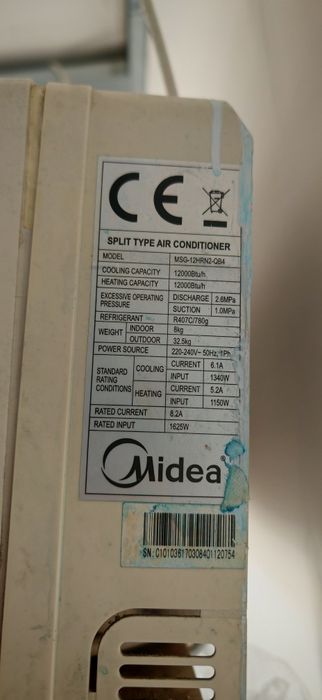 CE
SPLIT TYPE AIR CONDITIONER
MODEL MSG-12HRN2-QB4
COOLING CAPACITY 12000Btu/h
HEATING CAPACITY 12000Btu/h
EXCESSIVE OPERATING PRESSURE DISCHARGE 2.6MPa
SUCTION 1.0MPa
REFRIGERANT R407C/780g
WEIGHT INDOOR 8kg
OUTDOOR 32.5kg
POWER SOURCE 220-240V~ 50Hz, 1Ph
STANDARD RATING CONDITIONS COOLING CURRENT 6.1A
INPUT 1340W
HEATING CURRENT 5.2A
INPUT 1150W
RATED CURRENT 8.2A
RATED INPUT 1625W
Midea
SN: C101036170308401120754